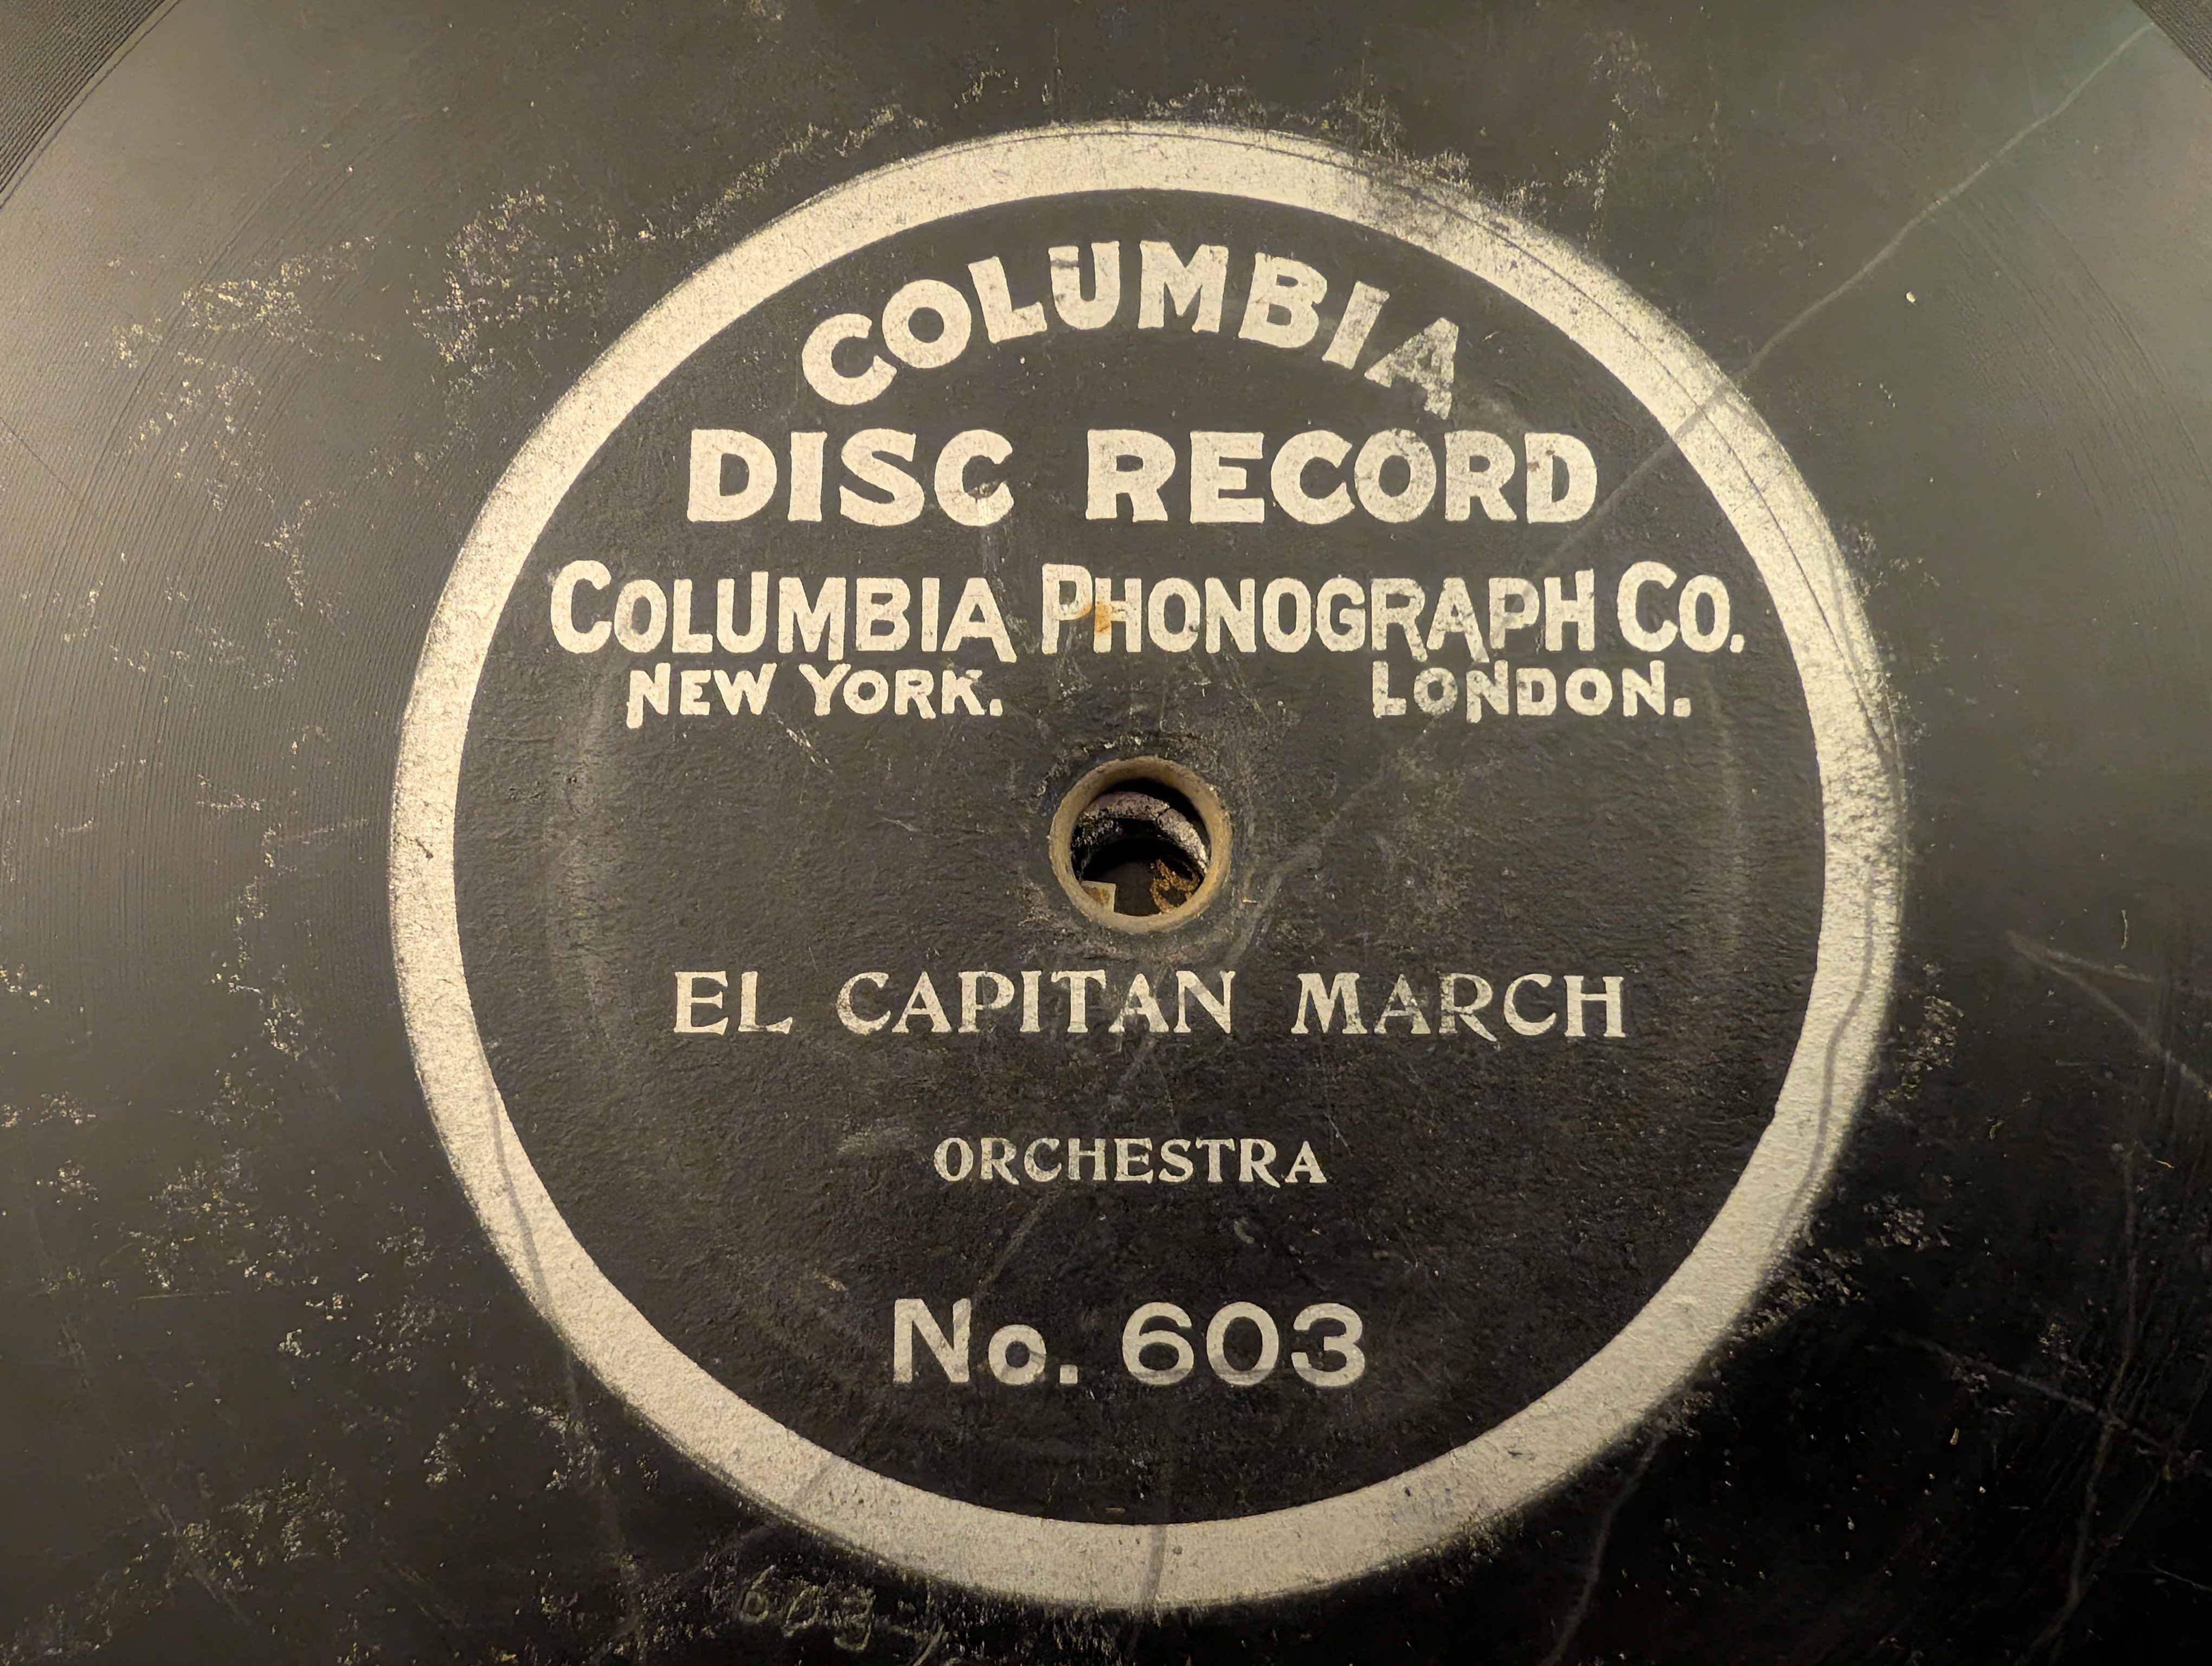 COLUMBIA
DISC RECORD
COLUMBIA PHONOGRAPH CO.
NEW YORK. LONDON.
EL CAPITAN MARCH
ORCHESTRA
No. 603